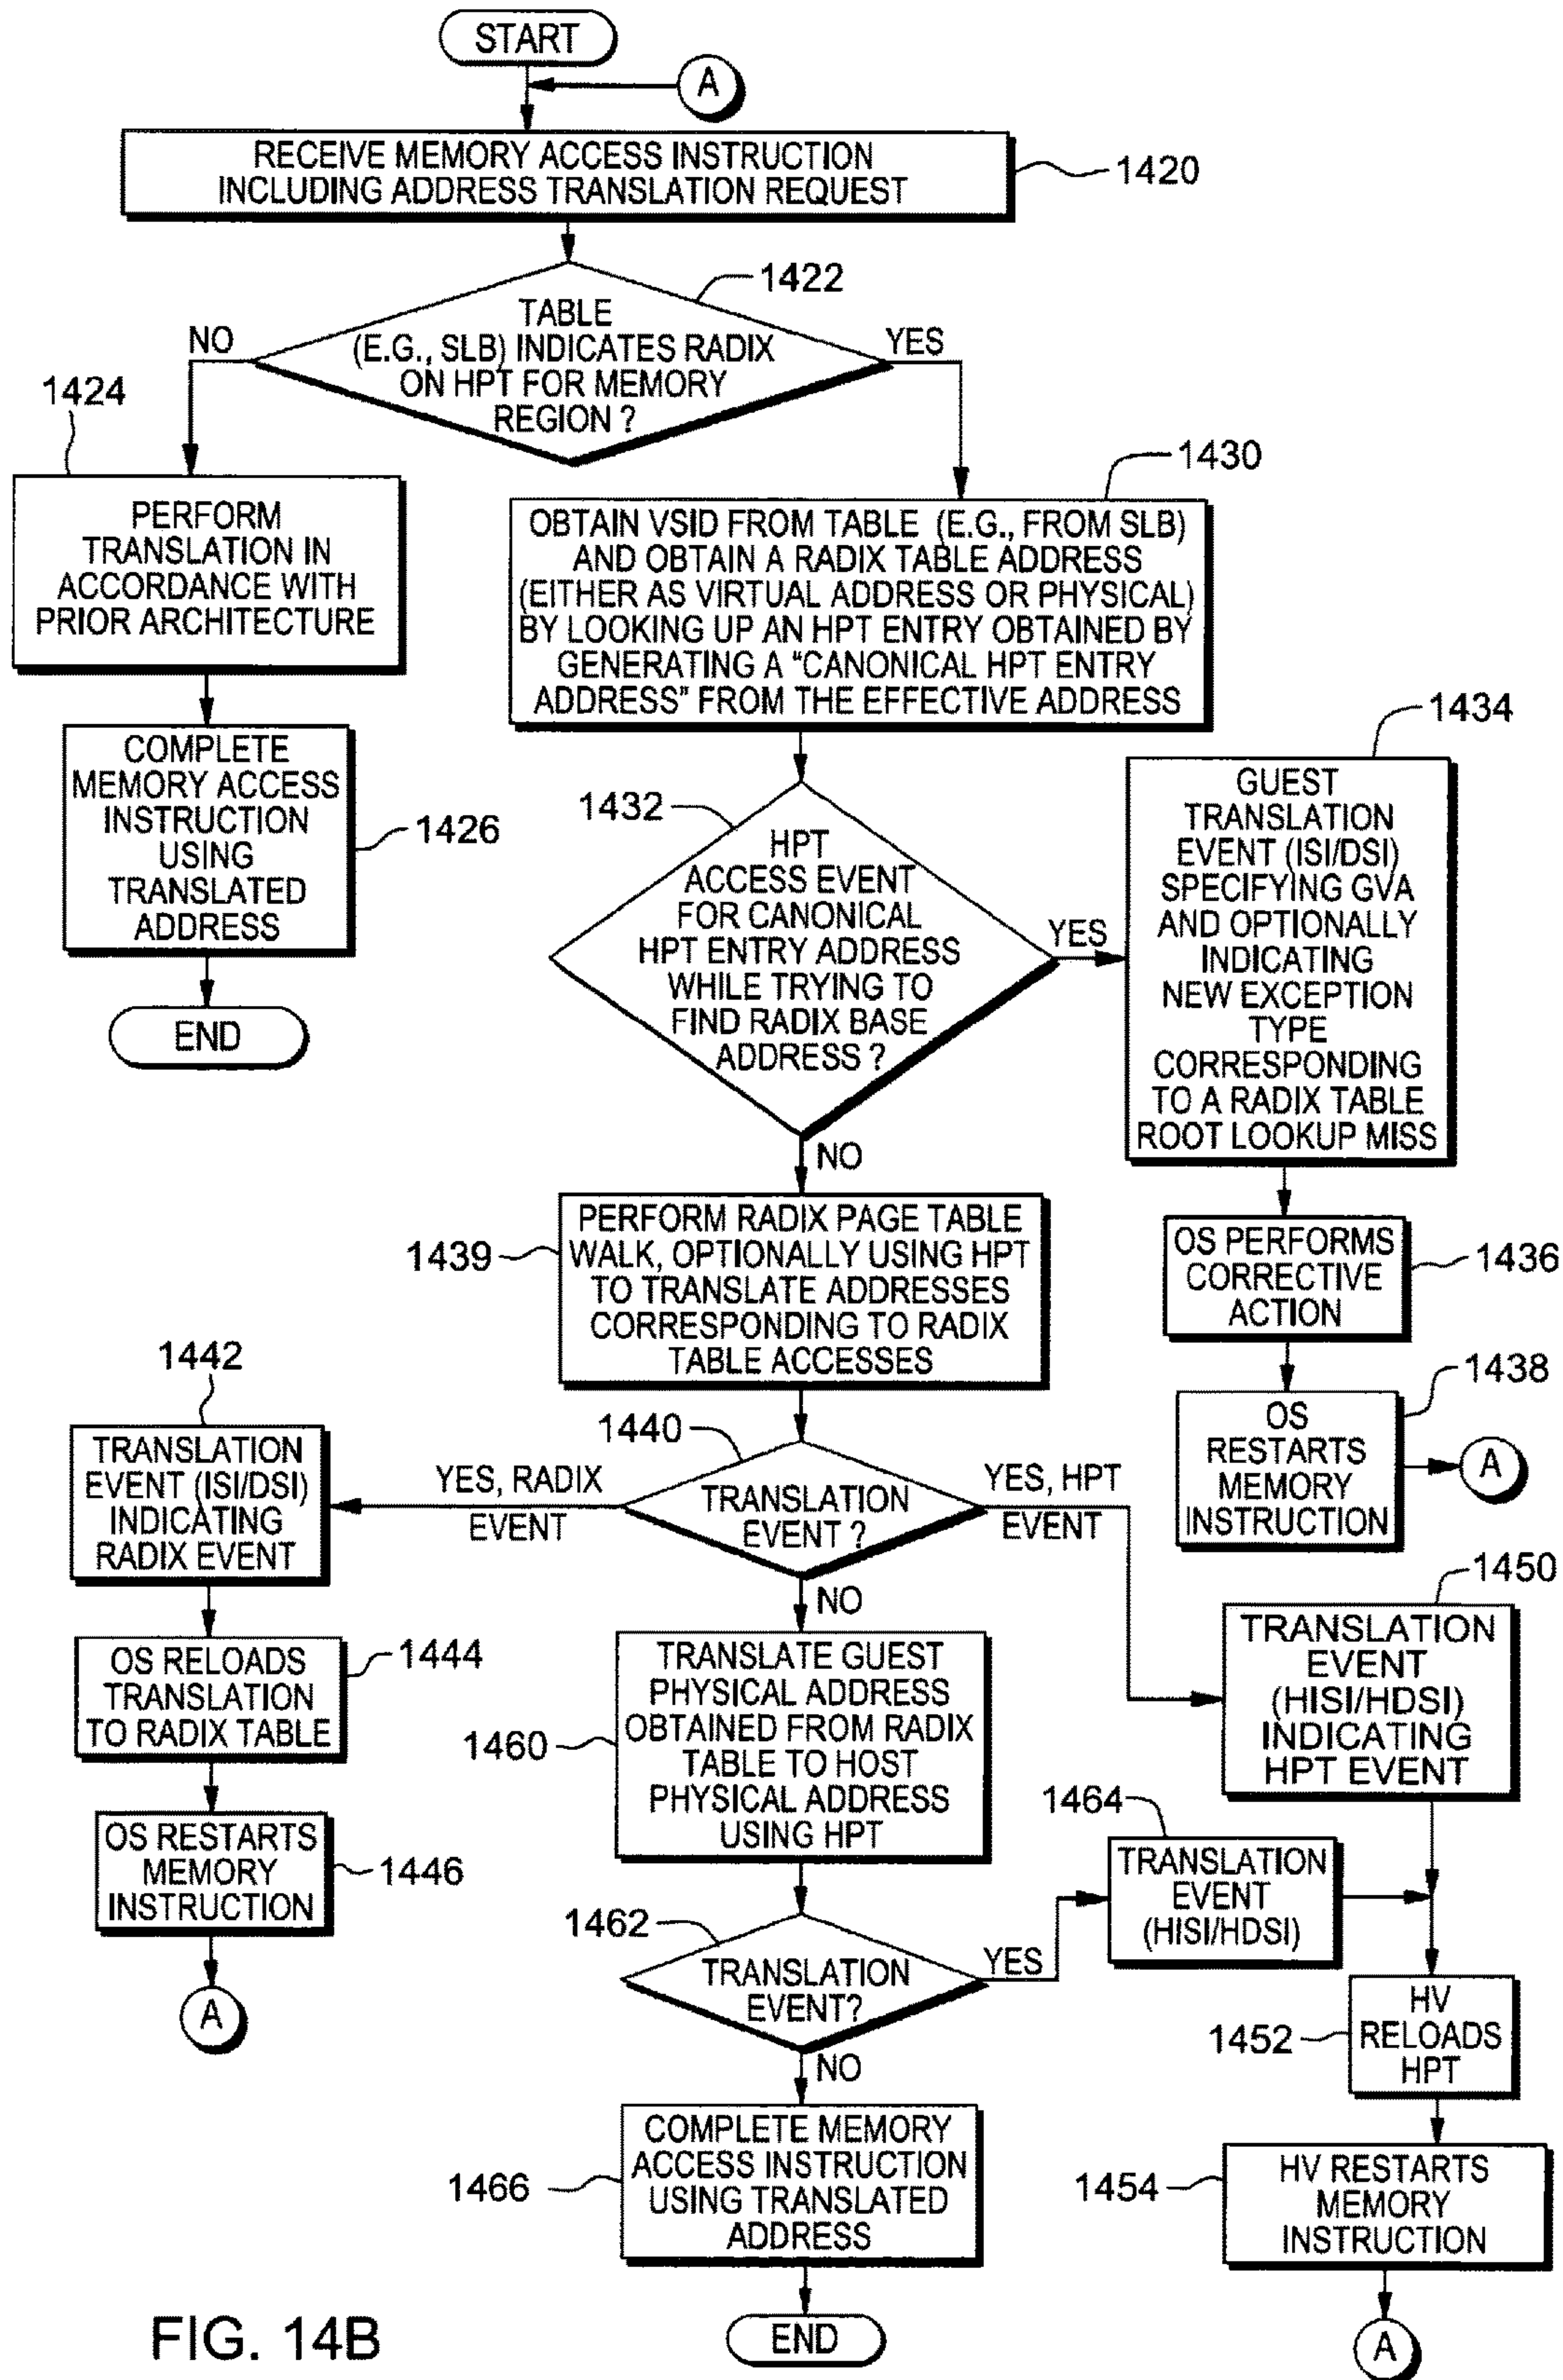 START
A
RECEIVE MEMORY ACCESS INSTRUCTION
INCLUDING ADDRESS TRANSLATION REQUEST
1420
1422
TABLE
(E.G., SLB) INDICATES RADIX
ON HPT FOR MEMORY
REGION ?
NO
YES
1424
PERFORM
TRANSLATION IN
ACCORDANCE WITH
PRIOR ARCHITECTURE
COMPLETE
MEMORY ACCESS
INSTRUCTION
USING
TRANSLATED
ADDRESS
1426
END
1430
OBTAIN VSID FROM TABLE (E.G., FROM SLB)
AND OBTAIN A RADIX TABLE ADDRESS
(EITHER AS VIRTUAL ADDRESS OR PHYSICAL)
BY LOOKING UP AN HPT ENTRY OBTAINED BY
GENERATING A "CANONICAL HPT ENTRY
ADDRESS" FROM THE EFFECTIVE ADDRESS
1432
HPT
ACCESS EVENT
FOR CANONICAL
HPT ENTRY ADDRESS
WHILE TRYING TO
FIND RADIX BASE
ADDRESS ?
YES
NO
1434
GUEST
TRANSLATION
EVENT (ISI/DSI)
SPECIFYING GVA
AND OPTIONALLY
INDICATING
NEW EXCEPTION
TYPE
CORRESPONDING
TO A RADIX TABLE
ROOT LOOKUP MISS
OS PERFORMS
CORRECTIVE
ACTION
1436
1438
OS
RESTARTS
MEMORY
INSTRUCTION
A
1439
PERFORM RADIX PAGE TABLE
WALK, OPTIONALLY USING HPT
TO TRANSLATE ADDRESSES
CORRESPONDING TO RADIX
TABLE ACCESSES
1440
TRANSLATION
EVENT ?
YES, RADIX
EVENT
YES, HPT
EVENT
NO
1442
TRANSLATION
EVENT (ISI/DSI)
INDICATING
RADIX EVENT
OS RELOADS
TRANSLATION
TO RADIX TABLE
1444
OS RESTARTS
MEMORY
INSTRUCTION
1446
A
1450
TRANSLATION
EVENT
(HISI/HDSI)
INDICATING
HPT EVENT
1460
TRANSLATE GUEST
PHYSICAL ADDRESS
OBTAINED FROM RADIX
TABLE TO HOST
PHYSICAL ADDRESS
USING HPT
1462
TRANSLATION
EVENT?
YES
NO
1464
TRANSLATION
EVENT
(HISI/HDSI)
1452
HV
RELOADS
HPT
1454
HV RESTARTS
MEMORY
INSTRUCTION
A
1466
COMPLETE MEMORY
ACCESS INSTRUCTION
USING TRANSLATED
ADDRESS
END
FIG. 14B